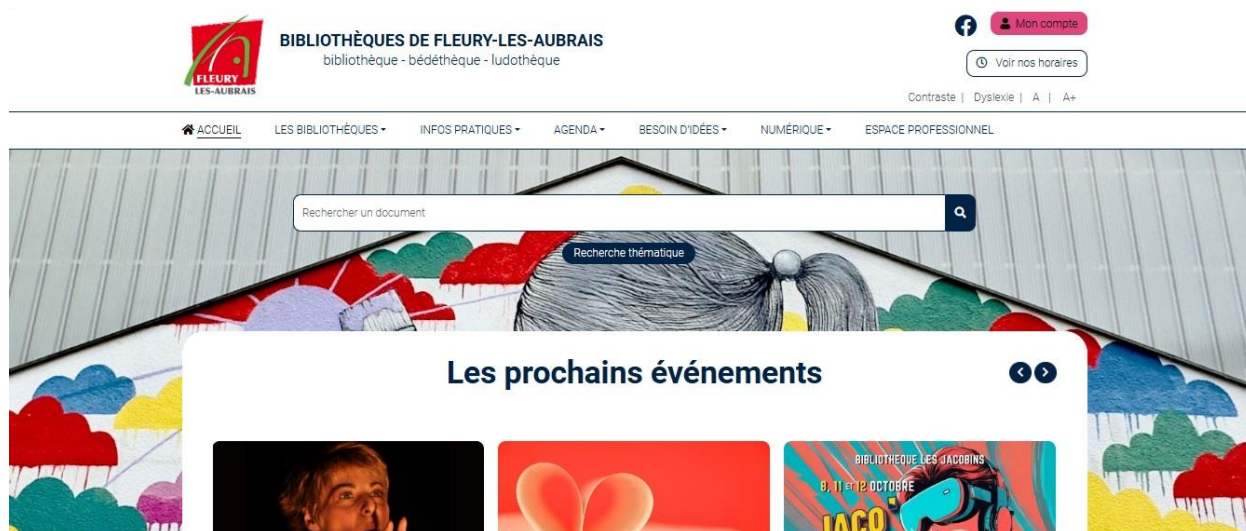 FLEURY
LES-AUBRAIS
BIBLIOTHÈQUES DE FLEURY-LES-AUBRAIS
bibliothèque - bédéthèque - ludothèque
Mon compte
Voir nos horaires
Contraste | Dyslexie | A | A+
ACCUEIL LES BIBLIOTHÈQUES INFOS PRATIQUES AGENDA BESOIN D'IDÉES NUMÉRIQUE ESPACE PROFESSIONNEL
Rechercher un document
Recherche thématique
Les prochains événements
BIBLIOTHEQUE LES JACOBINS
8, 11 ET 12 OCTOBRE
JACO'